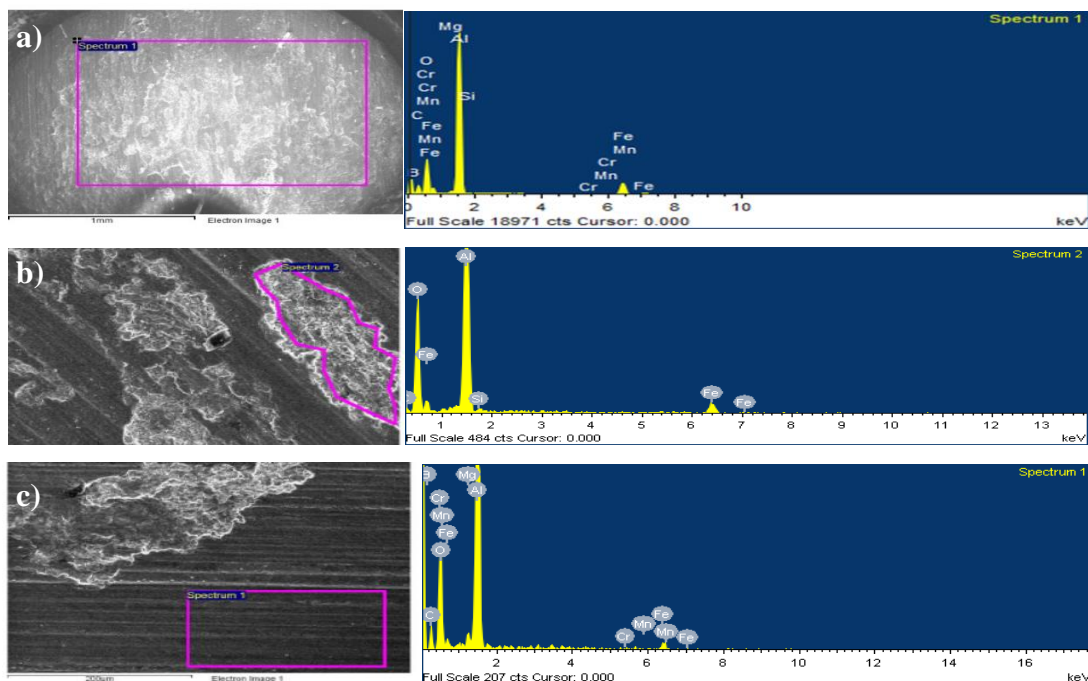 a)
Spectrum 1
1mm Electron Image 1
Spectrum 1
Mg
Al
O
Cr
Cr
Si
Mn
C
Fe
Fe
Mn
Mn
Cr
Fe
Mn
B
Cr
Fe
0 2 4 6 8 10
Full Scale 18971 cts Cursor: 0.000 keV
b)
Spectrum 2
Spectrum 2
Al
O
Fe
Fe
Si
Fe
1 2 3 4 5 6 7 8 9 10 11 12 13
Full Scale 484 cts Cursor: 0.000 keV
c)
Spectrum 1
200µm Electron Image 1
Spectrum 1
B
Mg
Al
Cr
Mn
Fe
O
C
Fe
Mn
Cr
Mn
Fe
2 4 6 8 10 12 14 16
Full Scale 207 cts Cursor: 0.000 keV